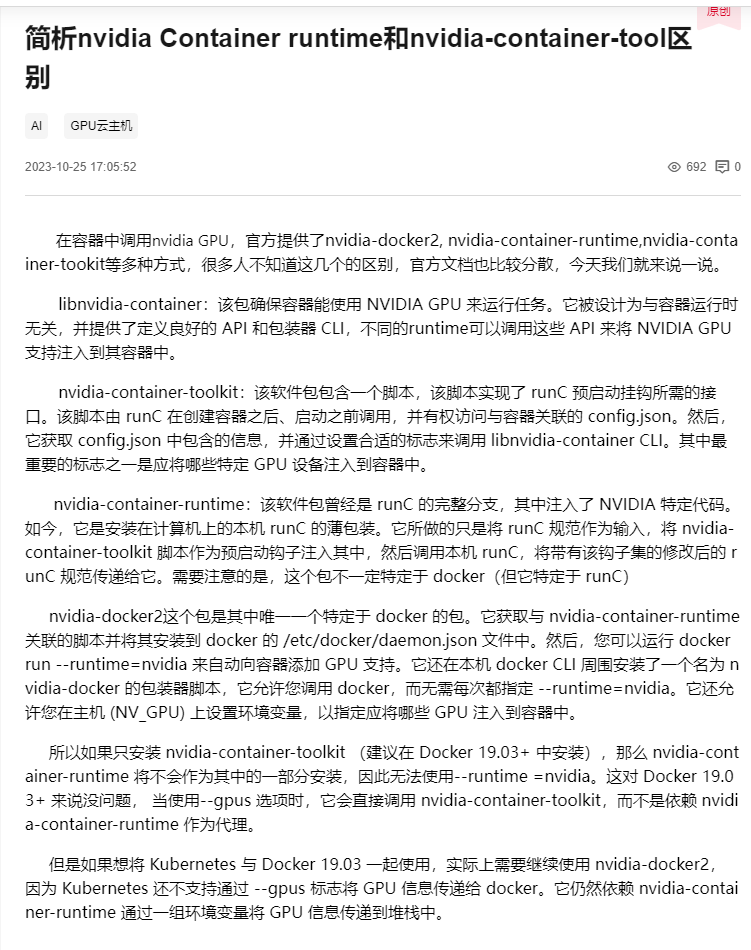 原创
简析nvidia Container runtime和nvidia-container-tool区
别
AI GPU云主机
2023-10-25 17:05:52 692 0
在容器中调用nvidia GPU，官方提供了nvidia-docker2, nvidia-container-runtime,nvidia-conta
iner-tookit等多种方式，很多人不知道这几个的区别，官方文档也比较分散，今天我们就来说一说。
libnvidia-container：该包确保容器能使用 NVIDIA GPU 来运行任务。它被设计为与容器运行时
无关，并提供了定义良好的 API 和包装器 CLI，不同的runtime可以调用这些 API 来将 NVIDIA GPU
支持注入到其容器中。
nvidia-container-toolkit：该软件包包含一个脚本，该脚本实现了 runC 预启动挂钩所需的接
口。该脚本由 runC 在创建容器之后、启动之前调用，并有权访问与容器关联的 config.json。然后，
它获取 config.json 中包含的信息，并通过设置合适的标志来调用 libnvidia-container CLI。其中最
重要的标志之一是应将哪些特定 GPU 设备注入到容器中。
nvidia-container-runtime：该软件包曾经是 runC 的完整分支，其中注入了 NVIDIA 特定代码。
如今，它是安装在计算机上的本机 runC 的薄包装。它所做的只是将 runC 规范作为输入，将 nvidia-
container-toolkit 脚本作为预启动钩子注入其中，然后调用本机 runC，将带有该钩子集的修改后的 r
unC 规范传递给它。需要注意的是，这个包不一定特定于 docker（但它特定于 runC）
nvidia-docker2这个包是其中唯一一个特定于 docker 的包。它获取与 nvidia-container-runtime
关联的脚本并将其安装到 docker 的 /etc/docker/daemon.json 文件中。然后，您可以运行 docker
run --runtime=nvidia 来自动向容器添加 GPU 支持。它还在本机 docker CLI 周围安装了一个名为 n
vidia-docker 的包装器脚本，它允许您调用 docker，而无需每次都指定 --runtime=nvidia。它还允
许您在主机 (NV_GPU) 上设置环境变量，以指定应将哪些 GPU 注入到容器中。
所以如果只安装 nvidia-container-toolkit （建议在 Docker 19.03+ 中安装），那么 nvidia-cont
ainer-runtime 将不会作为其中的一部分安装，因此无法使用--runtime =nvidia。这对 Docker 19.0
3+ 来说没问题， 当使用--gpus 选项时，它会直接调用 nvidia-container-toolkit，而不是依赖 nvidi
a-container-runtime 作为代理。
但是如果想将 Kubernetes 与 Docker 19.03 一起使用，实际上需要继续使用 nvidia-docker2，
因为 Kubernetes 还不支持通过 --gpus 标志将 GPU 信息传递给 docker。它仍然依赖 nvidia-contai
ner-runtime 通过一组环境变量将 GPU 信息传递到堆栈中。